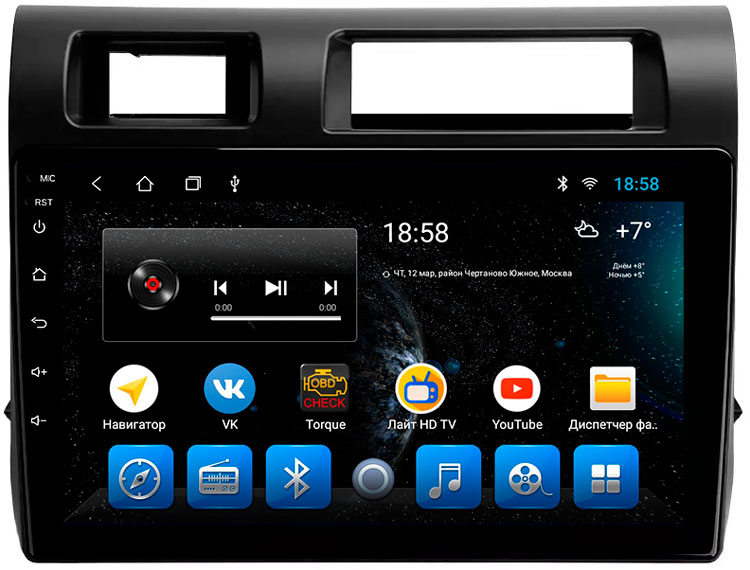 MIC
18:58
RST
18:58
+7°
ЧТ, 12 мар, район Чертаново Южное, Москва
Днём +8°
Ночью +5°
0:00
0:00
OBD
CHECK
Навигатор
VK
Torque
Лайт HD TV
YouTube
Диспетчер фа..